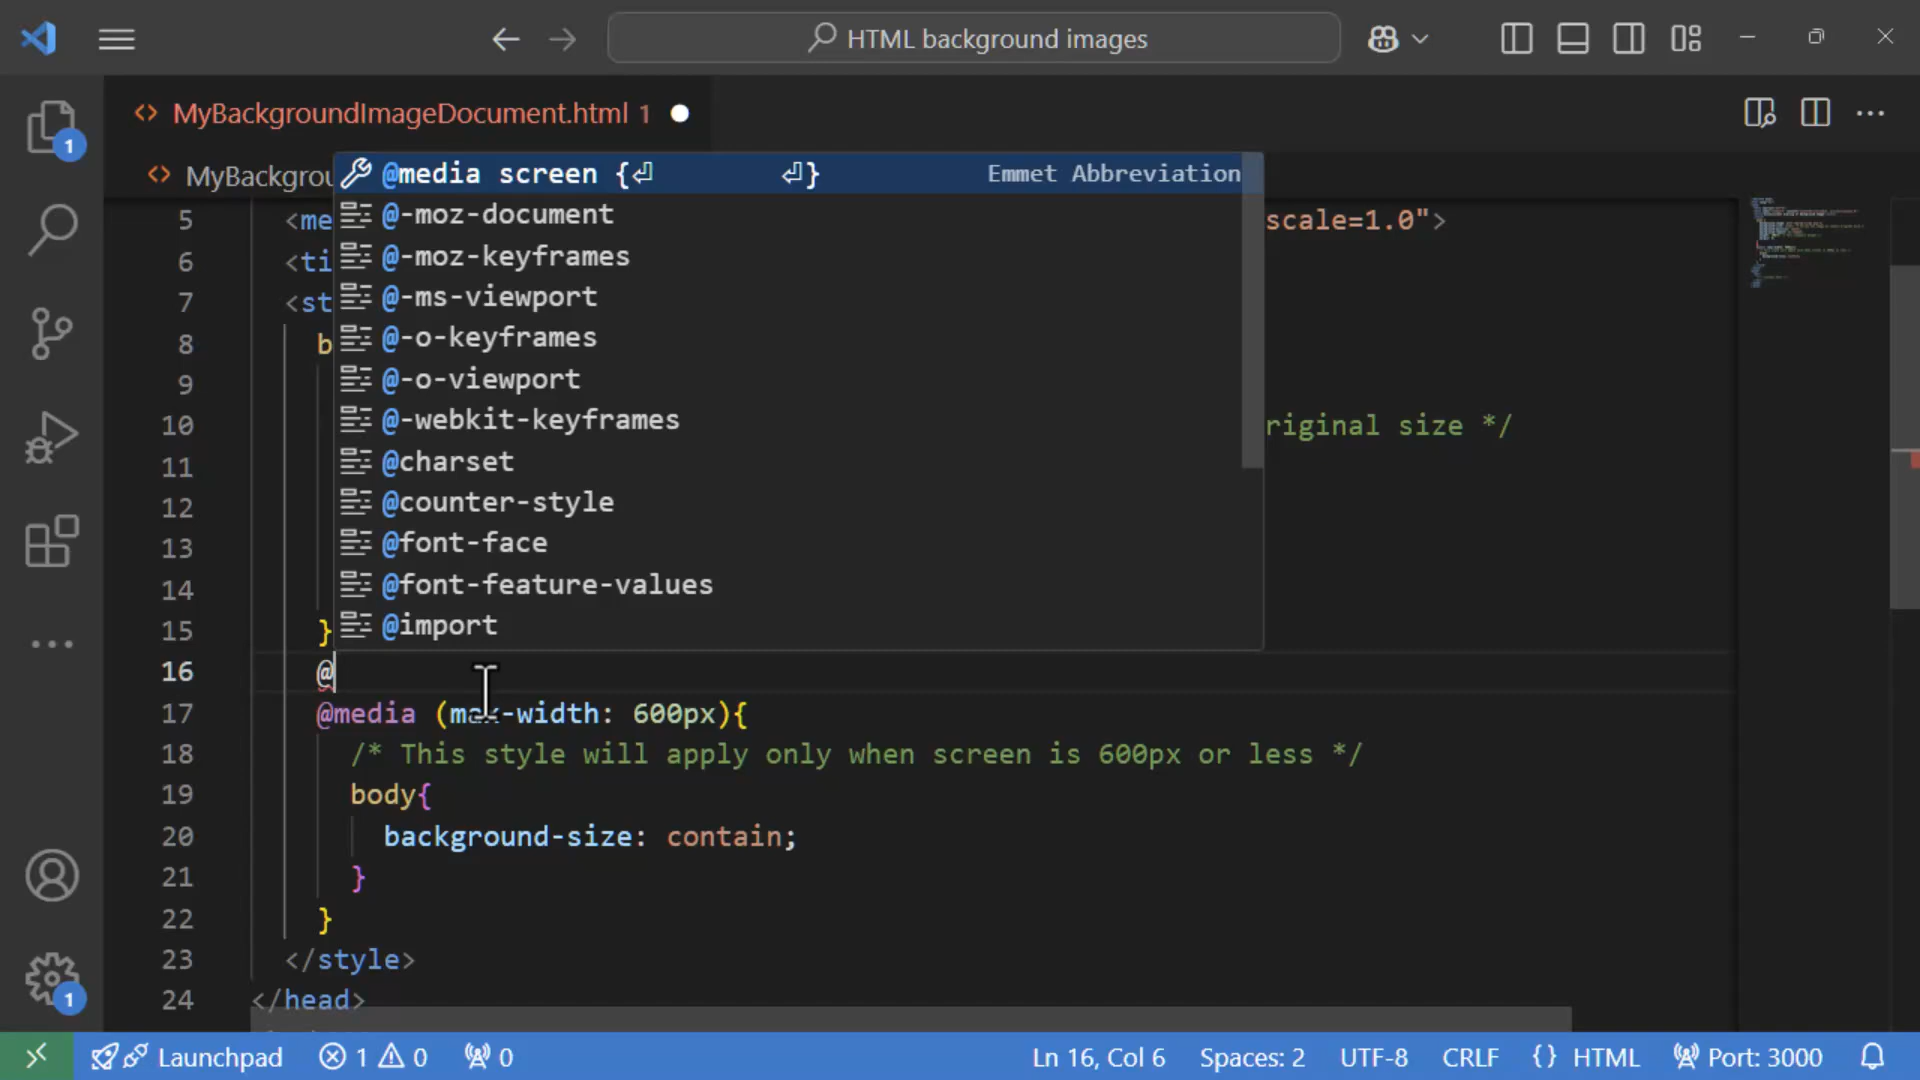 HTML background images
MyBackgroundImageDocument.html 1
MyBackgrou
@media screen {⏎ ⏎} Emmet Abbreviation
@-moz-document
@-moz-keyframes
@-ms-viewport
@-o-keyframes
@-o-viewport
@-webkit-keyframes
@charset
@counter-style
@font-face
@font-feature-values
@import
5 <me scale=1.0">
6 <ti
7 <st
8 b
9
10 riginal size */
11
12
13
14
15 }
16 @
17 @media (max-width: 600px){
18 /* This style will apply only when screen is 600px or less */
19 body{
20 background-size: contain;
21 }
22 }
23 </style>
24 </head>
1
1
Launchpad 1 0 0 Ln 16, Col 6 Spaces: 2 UTF-8 CRLF {} HTML Port: 3000